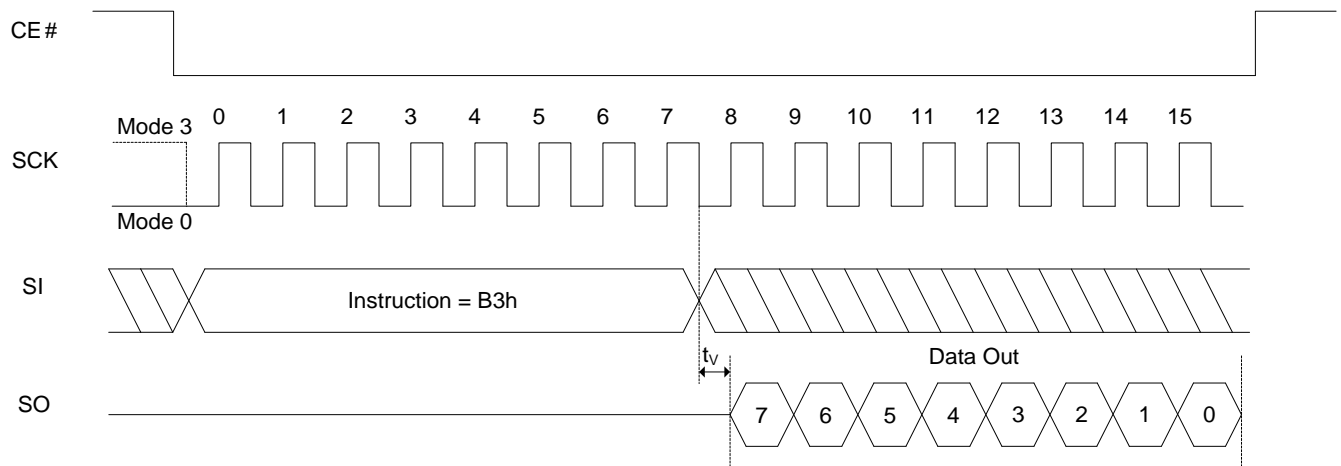 CE #
0 1 2 3 4 5 6 7 8 9 10 11 12 13 14 15
Mode 3
SCK
Mode 0
SI
Instruction = B3h
tV
Data Out
SO
7 6 5 4 3 2 1 0